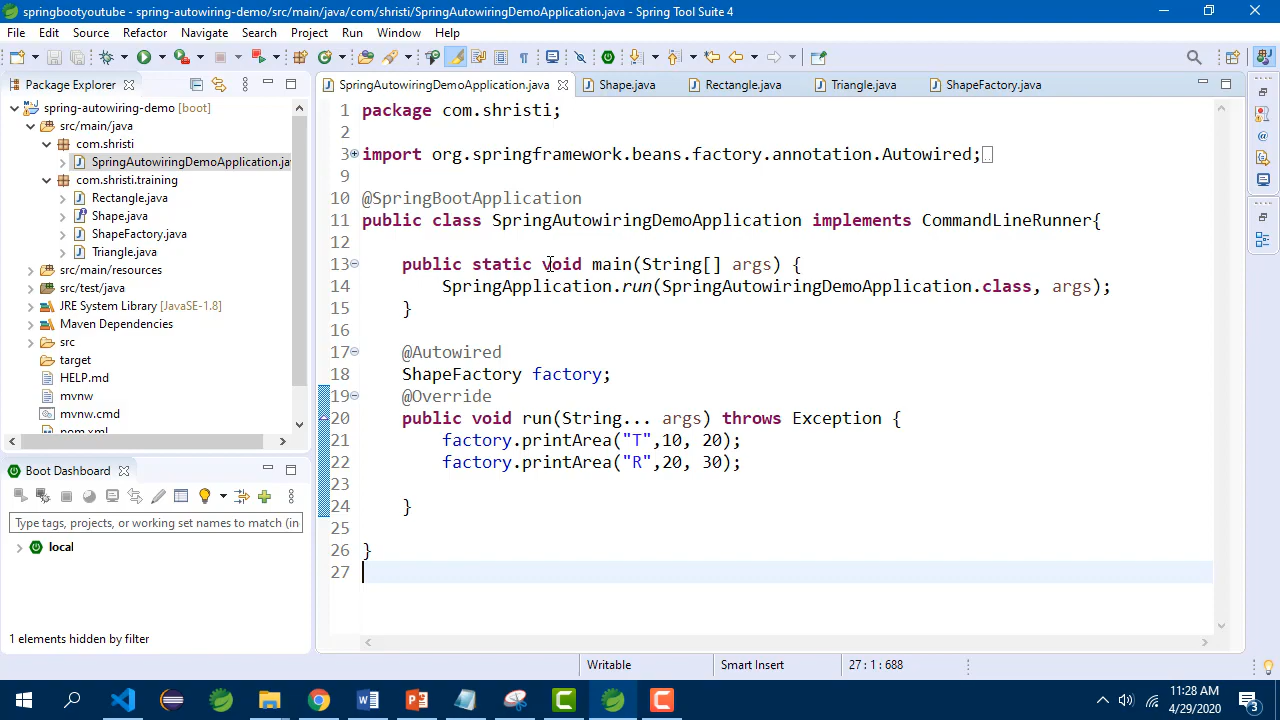 springbootyoutube - spring-autowiring-demo/src/main/java/com/shristi/SpringAutowiringDemoApplication.java - Spring Tool Suite 4
File Edit Source Refactor Navigate Search Project Run Window Help
Package Explorer
spring-autowiring-demo [boot]
src/main/java
com.shristi
SpringAutowiringDemoApplication.ja
com.shristi.training
Rectangle.java
Shape.java
ShapeFactory.java
Triangle.java
src/main/resources
src/test/java
JRE System Library [JavaSE-1.8]
Maven Dependencies
src
target
HELP.md
mvnw
mvnw.cmd
pom.xml
Boot Dashboard
Type tags, projects, or working set names to match (in
local
1 elements hidden by filter
SpringAutowiringDemoApplication.java Shape.java Rectangle.java Triangle.java ShapeFactory.java
1 package com.shristi;
2
3 import org.springframework.beans.factory.annotation.Autowired;
9
10 @SpringBootApplication
11 public class SpringAutowiringDemoApplication implements CommandLineRunner{
12
13 public static void main(String[] args) {
14 SpringApplication.run(SpringAutowiringDemoApplication.class, args);
15 }
16
17 @Autowired
18 ShapeFactory factory;
19 @Override
20 public void run(String... args) throws Exception {
21 factory.printArea("T",10, 20);
22 factory.printArea("R",20, 30);
23
24 }
25
26 }
27
Writable Smart Insert 27 : 1 : 688
11:28 AM
4/29/2020
3